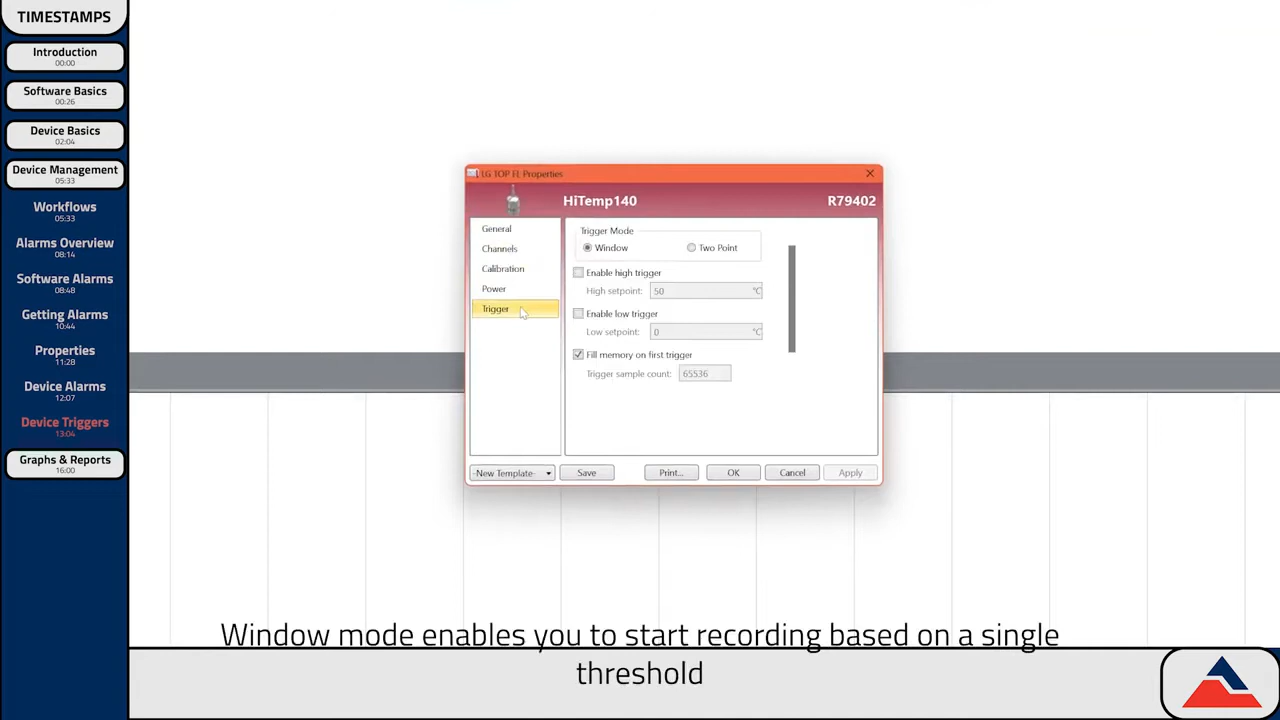 TIMESTAMPS
Introduction
00:00
Software Basics
00:26
Device Basics
02:04
Device Management
05:33
Workflows
05:33
Alarms Overview
08:14
Software Alarms
08:48
Getting Alarms
10:44
Properties
11:28
Device Alarms
12:07
Device Triggers
13:04
Graphs & Reports
16:00
LG TOP FL Properties
HiTemp140 R79402
General
Channels
Calibration
Power
Trigger
Trigger Mode
Window Two Point
Enable high trigger
High setpoint: 50 °C
Enable low trigger
Low setpoint: 0 °C
Fill memory on first trigger
Trigger sample count: 65536
-New Template- Save Print... OK Cancel Apply
Window mode enables you to start recording based on a single
threshold